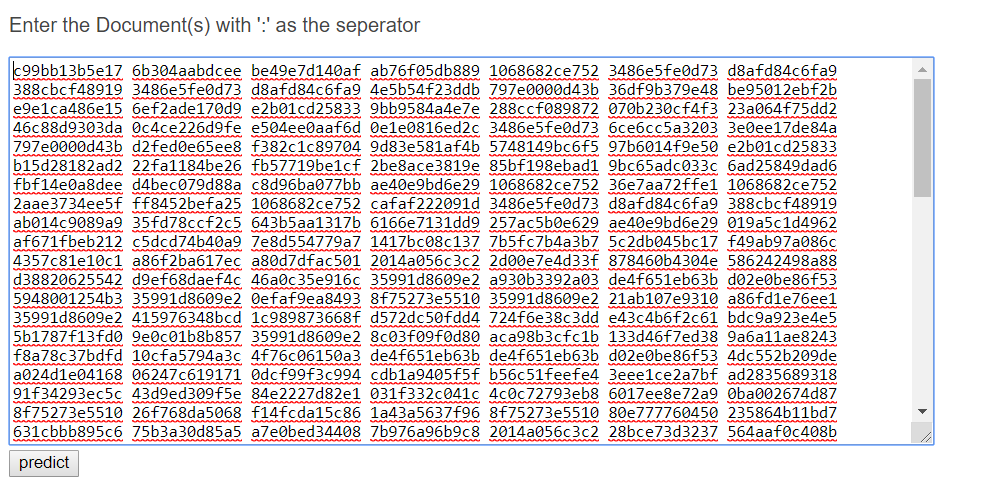 Enter the Document(s) with ':' as the seperator
c99bb13b5e17 6b304aabdcee be49e7d140af ab76f05db889 1068682ce752 3486e5fe0d73 d8afd84c6fa9
388cbcf48919 3486e5fe0d73 d8afd84c6fa9 4e5b54f23ddb 797e0000d43b 36df9b379e48 be95012ebf2b
e9e1ca486e15 6ef2ade170d9 e2b01cd25833 9bb9584a4e7e 288ccf089872 070b230cf4f3 23a064f75dd2
46c88d9303da 0c4ce226d9fe e504ee0aaf6d 0e1e0816ed2c 3486e5fe0d73 6ce6cc5a3203 3e0ee17de84a
797e0000d43b d2fed0e65ee8 f382c1c89704 9d83e581af4b 5748149bc6f5 97b6014f9e50 e2b01cd25833
b15d28182ad2 22fa1184be26 fb57719be1cf 2be8ace3819e 85bf198ebad1 9bc65adc033c 6ad25849dad6
fbf14e0a8dee d4bec079d88a c8d96ba077bb ae40e9bd6e29 1068682ce752 36e7aa72ffe1 1068682ce752
2aae3734ee5f ff8452befa25 1068682ce752 cafaf222091d 3486e5fe0d73 d8afd84c6fa9 388cbcf48919
ab014c9089a9 35fd78ccf2c5 643b5aa1317b 6166e7131dd9 257ac5b0e629 ae40e9bd6e29 019a5c1d4962
af671fbeb212 c5dcd74b40a9 7e8d554779a7 1417bc08c137 7b5fc7b4a3b7 5c2db045bc17 f49ab97a086c
4357c81e10c1 a86f2ba617ec a80d7dfac501 2014a056c3c2 2d00e7e4d33f 878460b4304e 586242498a88
d38820625542 d9ef68daef4c 46a0c35e916c 35991d8609e2 a930b3392a03 de4f651eb63b d02e0be86f53
5948001254b3 35991d8609e2 0efaf9ea8493 8f75273e5510 35991d8609e2 21ab107e9310 a86fd1e76ee1
35991d8609e2 415976348bcd 1c989873668f d572dc50fdd4 724f6e38c3dd e43c4b6f2c61 bdc9a923e4e5
5b1787f13fd0 9e0c01b8b857 35991d8609e2 8c03f09f0d80 aca98b3cfc1b 133d46f7ed38 9a6a11ae8243
f8a78c37bdfd 10cfa5794a3c 4f76c06150a3 de4f651eb63b de4f651eb63b d02e0be86f53 4dc552b209de
a024d1e04168 06247c619171 0dcf99f3c994 cdb1a9405f5f b56c51feefe4 3eee1ce2a7bf ad2835689318
91f34293ec5c 43d9ed309f5e 84e2227d82e1 031f332c041c 4c0c72793eb8 6017ee8e72a9 0ba002674d87
8f75273e5510 26f768da5068 f14fcda15c86 1a43a5637f96 8f75273e5510 80e777760450 235864b11bd7
631cbbb895c6 75b3a30d85a5 a7e0bed34408 7b976a96b9c8 2014a056c3c2 28bce73d3237 564aaf0c408b
predict